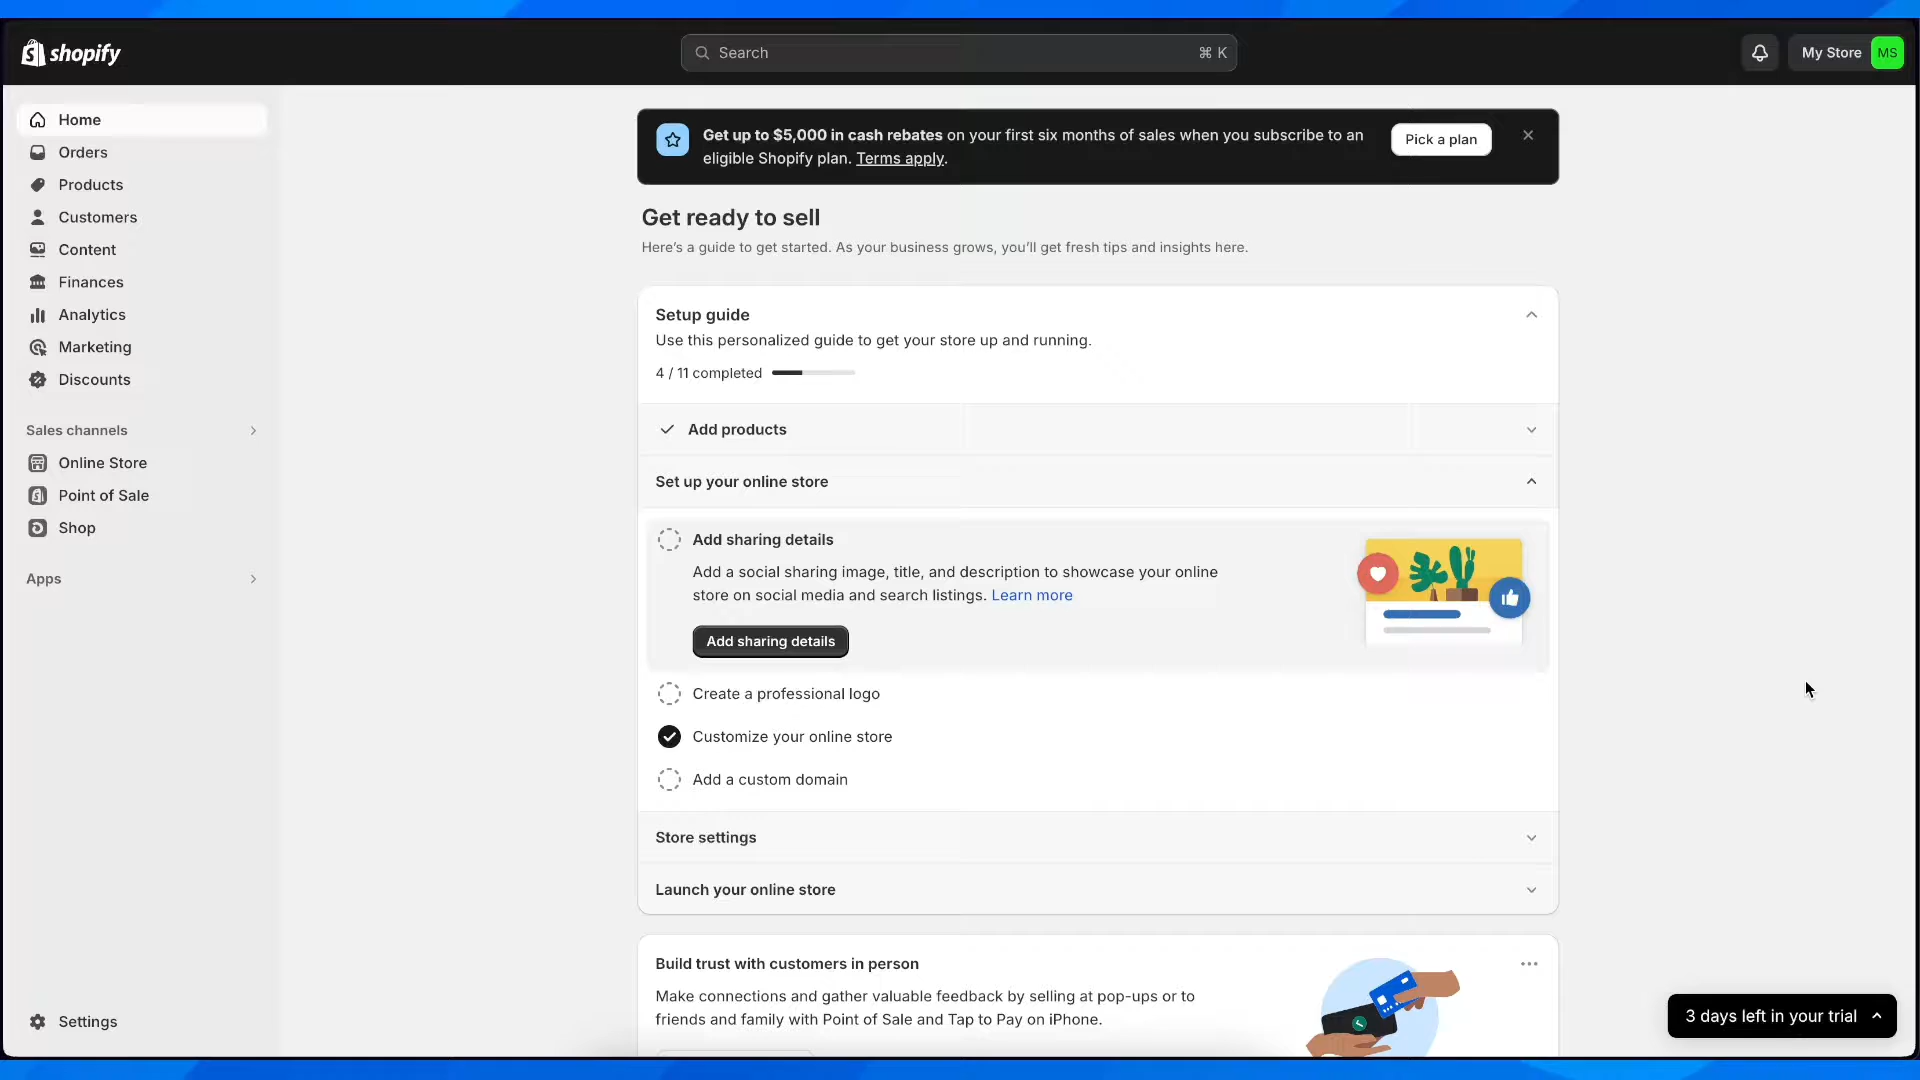 shopify
Search
⌘ K
My Store
MS
Home
Orders
Products
Customers
Content
Finances
Analytics
Marketing
Discounts
Sales channels
Online Store
Point of Sale
Shop
Apps
Settings
Get up to $5,000 in cash rebates on your first six months of sales when you subscribe to an
eligible Shopify plan. Terms apply.
Pick a plan
Get ready to sell
Here’s a guide to get started. As your business grows, you’ll get fresh tips and insights here.
Setup guide
Use this personalized guide to get your store up and running.
4 / 11 completed
Add products
Set up your online store
Add sharing details
Add a social sharing image, title, and description to showcase your online
store on social media and search listings. Learn more
Add sharing details
Create a professional logo
Customize your online store
Add a custom domain
Store settings
Launch your online store
Build trust with customers in person
Make connections and gather valuable feedback by selling at pop-ups or to
friends and family with Point of Sale and Tap to Pay on iPhone.
3 days left in your trial